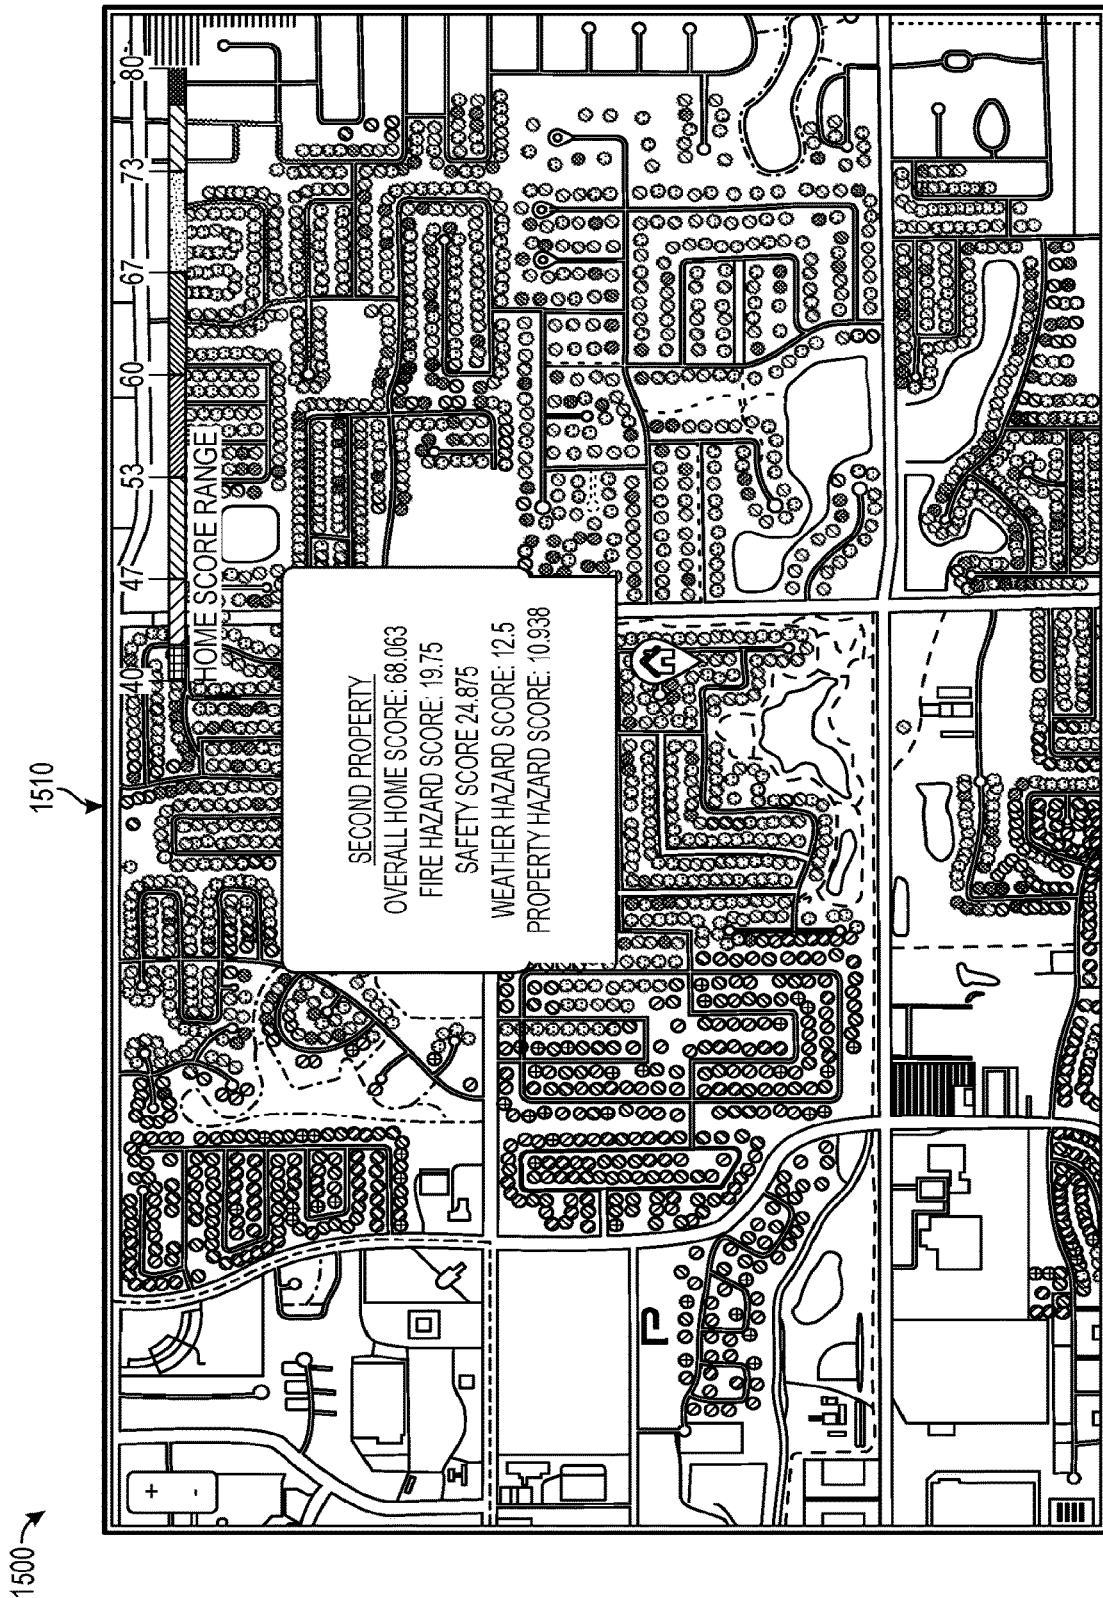 1500
1510
+
-
40 47 53 60 67 73 80
HOME SCORE RANGE
SECOND PROPERTY
OVERALL HOME SCORE: 68.063
FIRE HAZARD SCORE: 19.75
SAFETY SCORE 24.875
WEATHER HAZARD SCORE: 12.5
PROPERTY HAZARD SCORE: 10.938